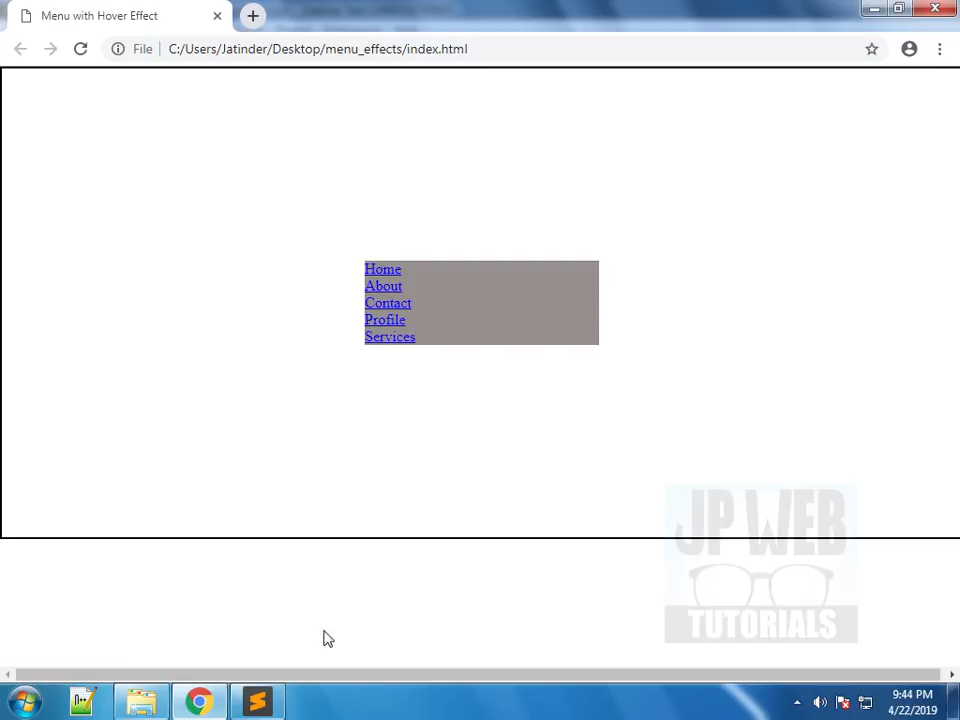 Menu with Hover Effect
File
C:/Users/Jatinder/Desktop/menu_effects/index.html
Home
About
Contact
Profile
Services
JP WEB
TUTORIALS
9:44 PM
4/22/2019